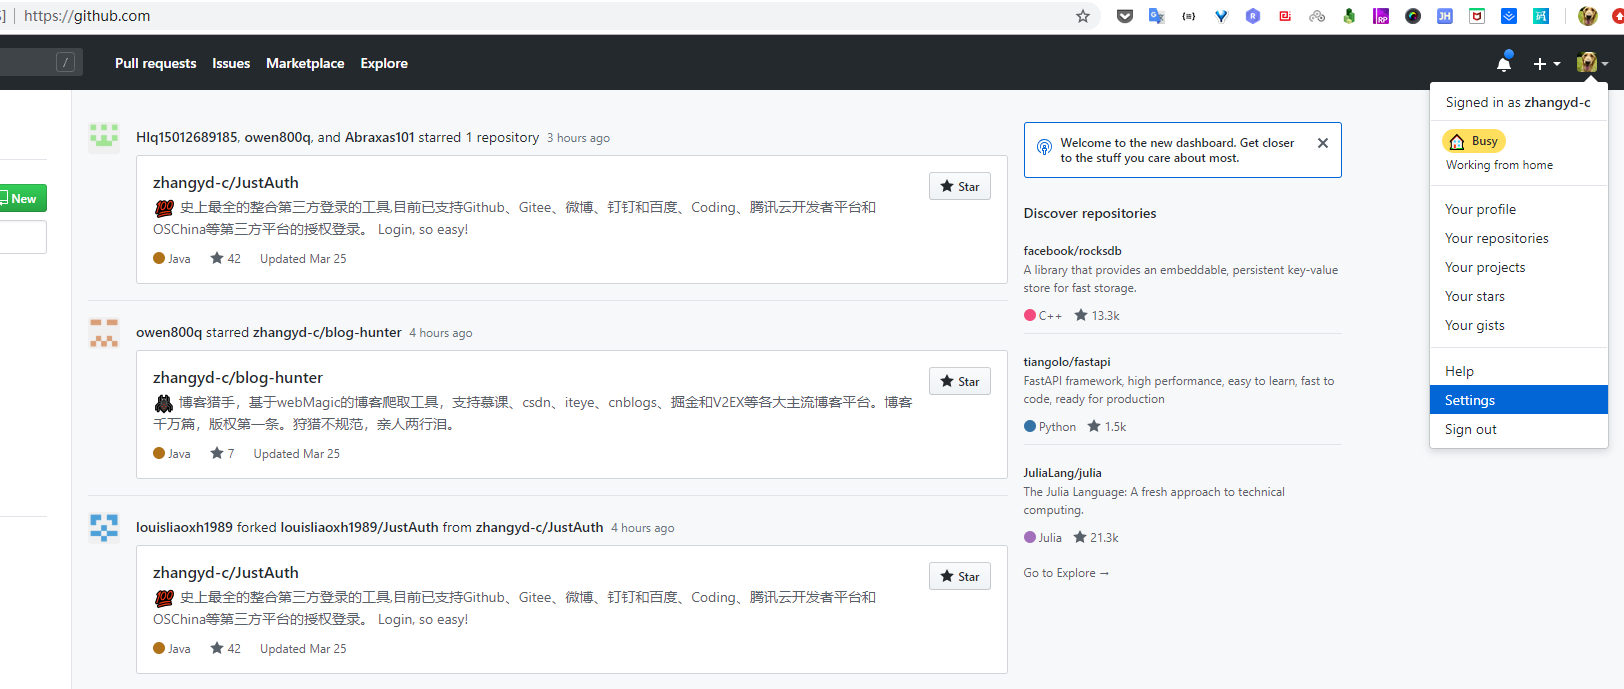 https://github.com
/
Pull requests Issues Marketplace Explore
New
Hlq15012689185, owen800q, and Abraxas101 starred 1 repository 3 hours ago
zhangyd-c/JustAuth
Star
💯 史上最全的整合第三方登录的工具,目前已支持Github、Gitee、微博、钉钉和百度、Coding、腾讯云开发者平台和
OSChina等第三方平台的授权登录。 Login, so easy!
Java 42 Updated Mar 25
owen800q starred zhangyd-c/blog-hunter 4 hours ago
zhangyd-c/blog-hunter
Star
博客猎手，基于webMagic的博客爬取工具，支持慕课、csdn、iteye、cnblogs、掘金和V2EX等各大主流博客平台。博客
千万篇，版权第一条。狩猎不规范，亲人两行泪。
Java 7 Updated Mar 25
louisliaoxh1989 forked louisliaoxh1989/JustAuth from zhangyd-c/JustAuth 4 hours ago
zhangyd-c/JustAuth
Star
💯 史上最全的整合第三方登录的工具,目前已支持Github、Gitee、微博、钉钉和百度、Coding、腾讯云开发者平台和
OSChina等第三方平台的授权登录。 Login, so easy!
Java 42 Updated Mar 25
Welcome to the new dashboard. Get closer
to the stuff you care about most.
Discover repositories
facebook/rocksdb
A library that provides an embeddable, persistent key-value
store for fast storage.
C++ 13.3k
tiangolo/fastapi
FastAPI framework, high performance, easy to learn, fast to
code, ready for production
Python 1.5k
JuliaLang/julia
The Julia Language: A fresh approach to technical
computing.
Julia 21.3k
Go to Explore →
Signed in as zhangyd-c
Busy
Working from home
Your profile
Your repositories
Your projects
Your stars
Your gists
Help
Settings
Sign out